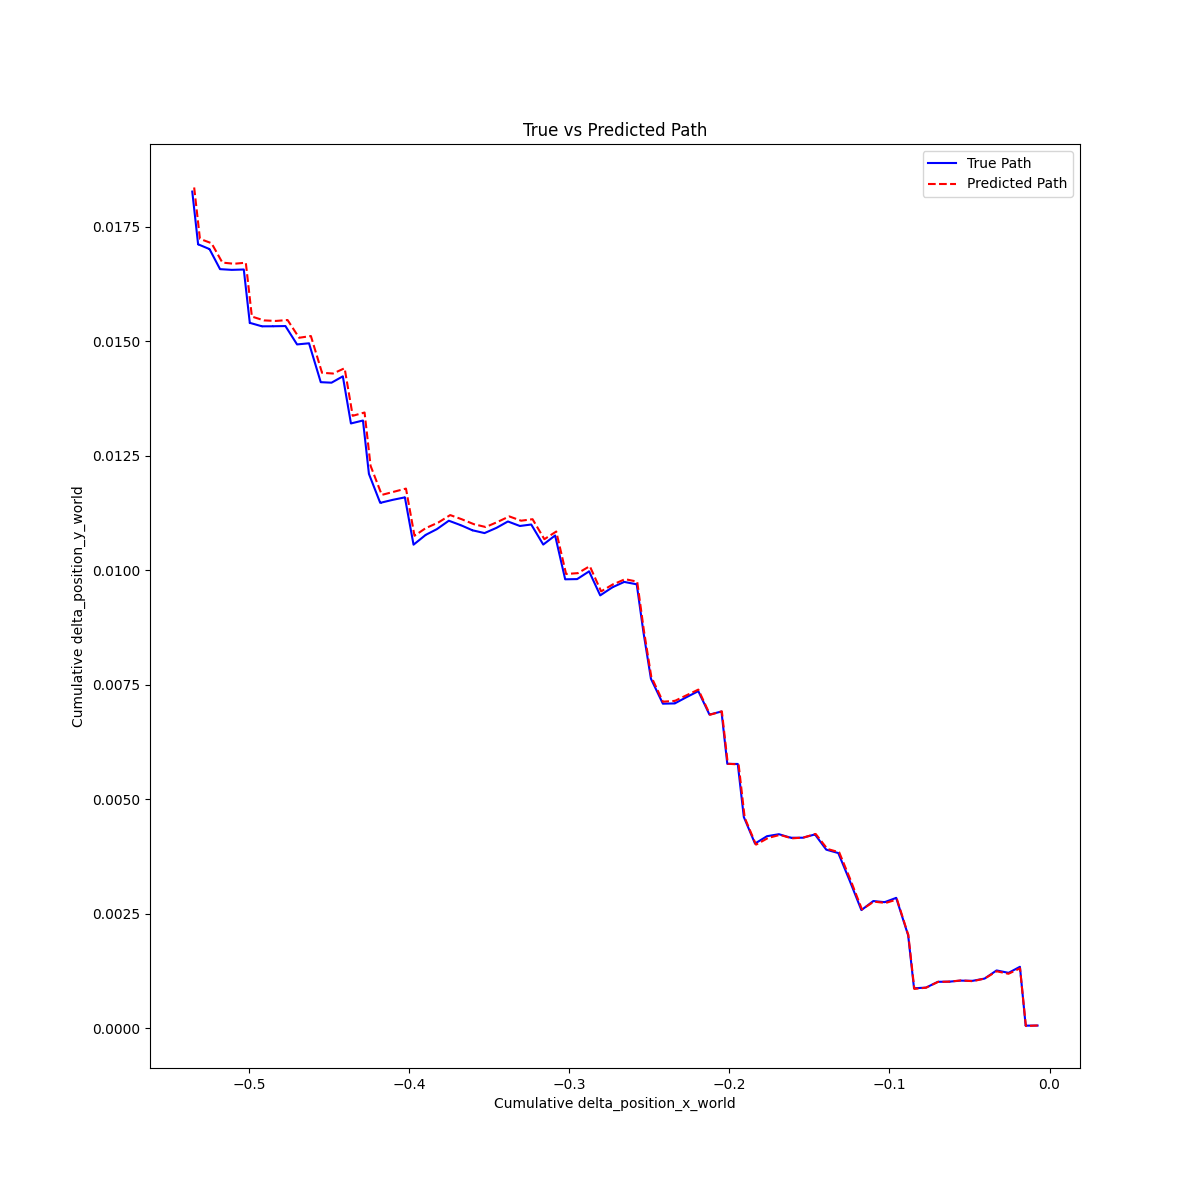 True vs Predicted Path
True Path
Predicted Path
0.0175
0.0150
0.0125
0.0100
0.0075
0.0050
0.0025
0.0000
Cumulative delta_position_y_world
−0.5
−0.4
−0.3
−0.2
−0.1
0.0
Cumulative delta_position_x_world